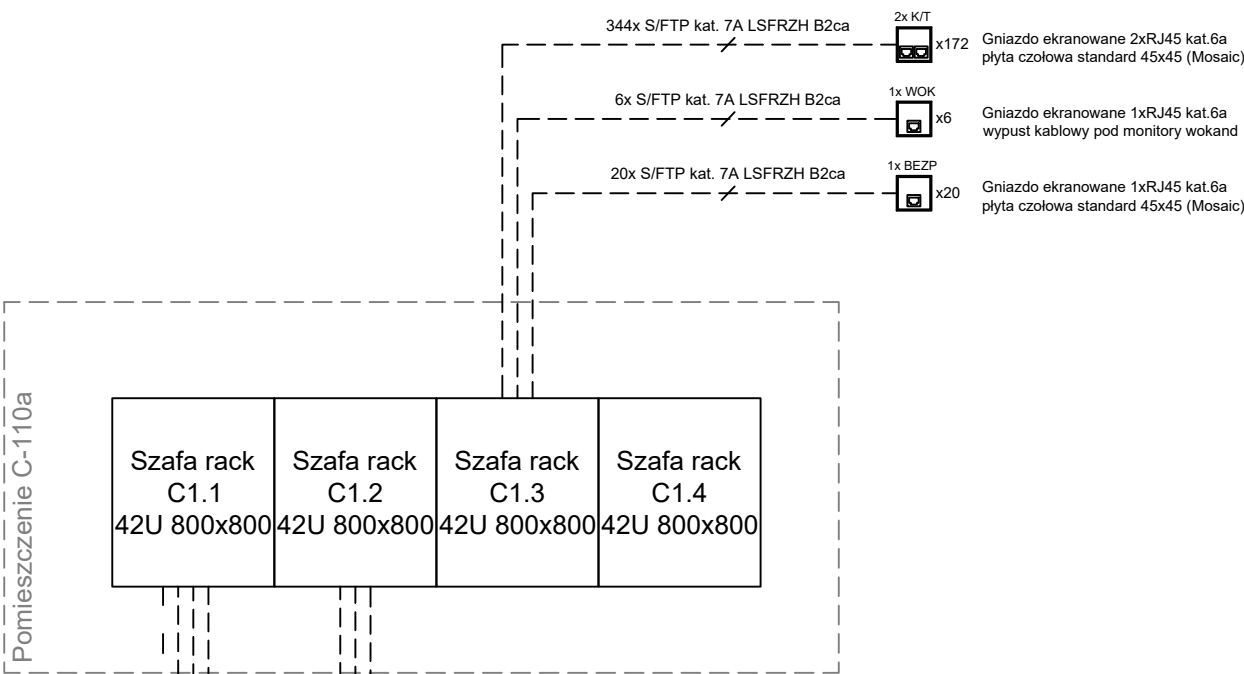 344x S/FTP kat. 7A LSFRZH B2ca
2x K/T
x172
Gniazdo ekranowane 2xRJ45 kat.6a
płyta czołowa standard 45x45 (Mosaic)
6x S/FTP kat. 7A LSFRZH B2ca
1x WOK
x6
Gniazdo ekranowane 1xRJ45 kat.6a
wypust kablowy pod monitory wokand
20x S/FTP kat. 7A LSFRZH B2ca
1x BEZP
x20
Gniazdo ekranowane 1xRJ45 kat.6a
płyta czołowa standard 45x45 (Mosaic)
Pomieszczenie C-110a
Szafa rack
C1.1
42U 800x800
Szafa rack
C1.2
42U 800x800
Szafa rack
C1.3
42U 800x800
Szafa rack
C1.4
42U 800x800